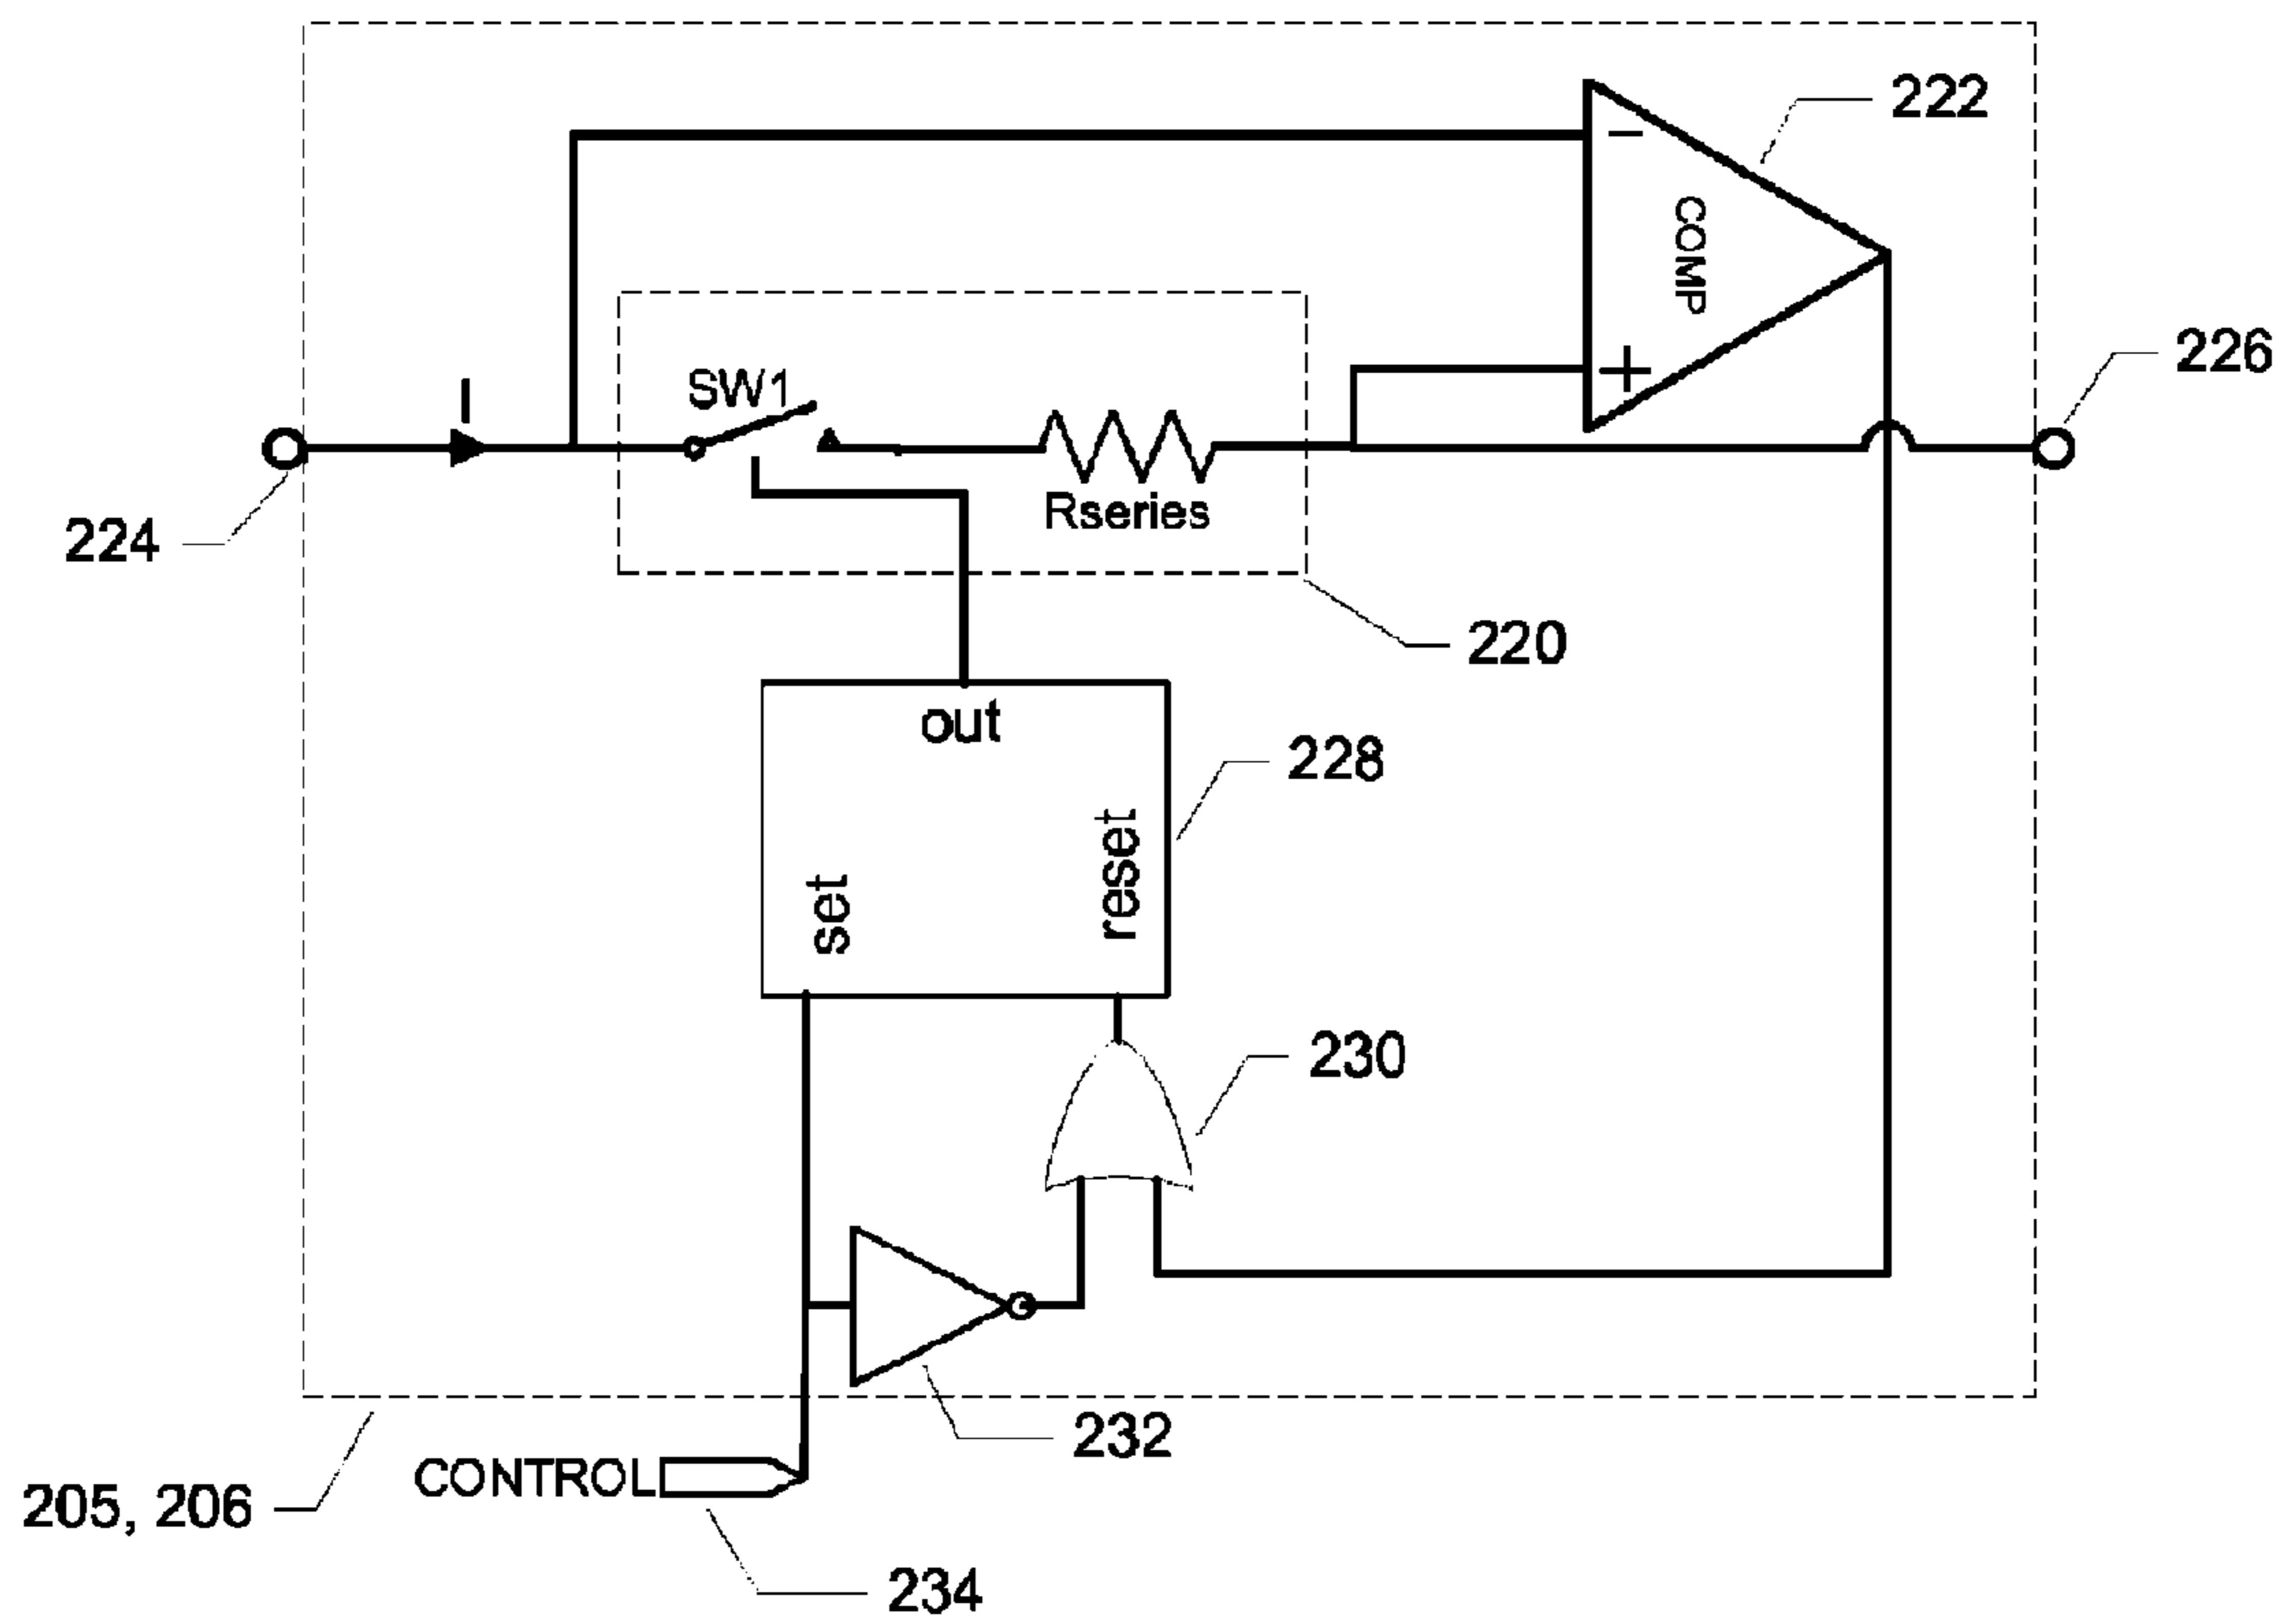 222
−
COMP
+
226
I
SW1
Rseries
224
220
out
228
set
reset
230
232
CONTROL
205, 206
234